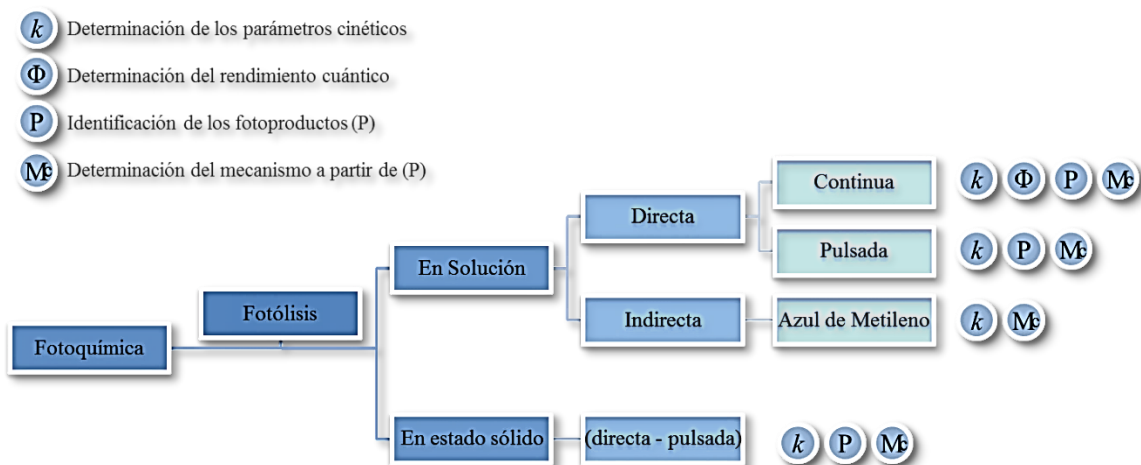 k Determinación de los parámetros cinéticos
Φ Determinación del rendimiento cuántico
P Identificación de los fotoproductos (P)
Mc Determinación del mecanismo a partir de (P)
Continua k Φ P Mc
Directa
Pulsada k P Mc
En Solución
Fotólisis
Indirecta Azul de Metileno k Mc
Fotoquímica
En estado sólido (directa - pulsada) k P Mc